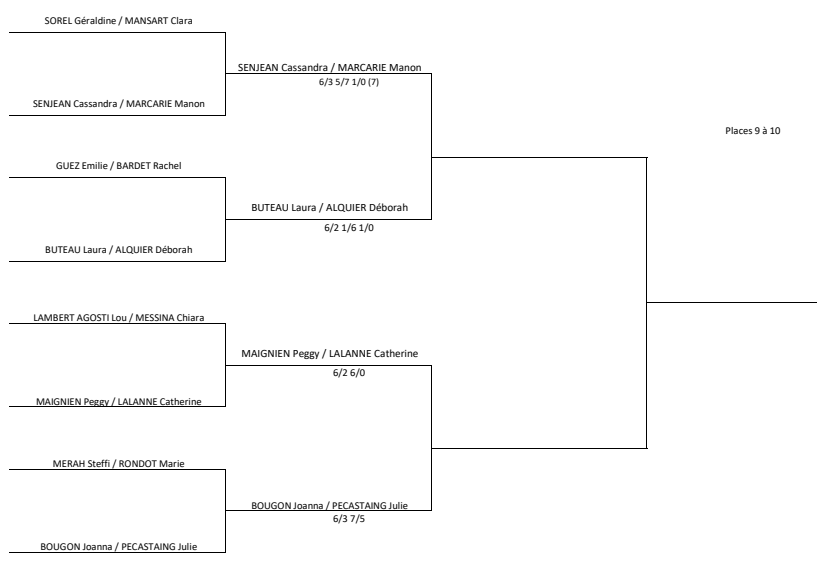 SOREL Géraldine / MANSART Clara
SENJEAN Cassandra / MARCARIE Manon
6/3 5/7 1/0 (7)
SENJEAN Cassandra / MARCARIE Manon
Places 9 à 10
GUEZ Emilie / BARDET Rachel
BUTEAU Laura / ALQUIER Déborah
6/2 1/6 1/0
BUTEAU Laura / ALQUIER Déborah
LAMBERT AGOSTI Lou / MESSINA Chiara
MAIGNIEN Peggy / LALANNE Catherine
6/2 6/0
MAIGNIEN Peggy / LALANNE Catherine
MERAH Steffi / RONDOT Marie
BOUGON Joanna / PECASTAING Julie
6/3 7/5
BOUGON Joanna / PECASTAING Julie